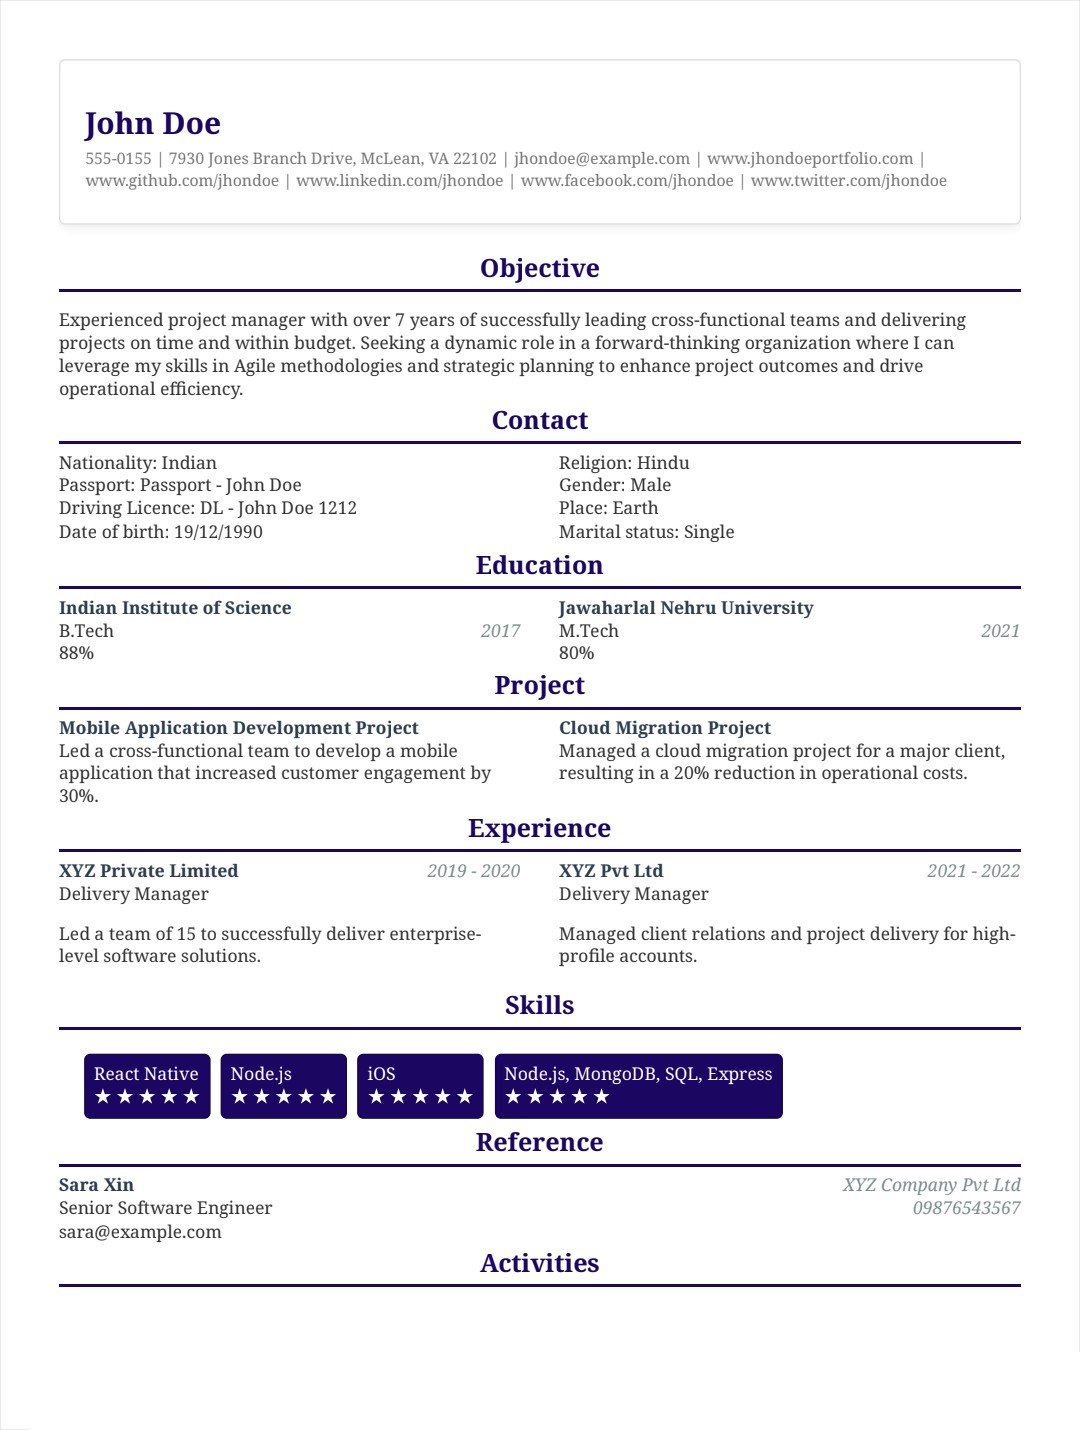 John Doe
555-0155 | 7930 Jones Branch Drive, McLean, VA 22102 | jhondoe@example.com | www.jhondoeportfolio.com |
www.github.com/jhondoe | www.linkedin.com/jhondoe | www.facebook.com/jhondoe | www.twitter.com/jhondoe
Objective
Experienced project manager with over 7 years of successfully leading cross-functional teams and delivering
projects on time and within budget. Seeking a dynamic role in a forward-thinking organization where I can
leverage my skills in Agile methodologies and strategic planning to enhance project outcomes and drive
operational efficiency.
Contact
Nationality: Indian
Passport: Passport - John Doe
Driving Licence: DL - John Doe 1212
Date of birth: 19/12/1990
Religion: Hindu
Gender: Male
Place: Earth
Marital status: Single
Education
Indian Institute of Science
B.Tech 2017
88%
Jawaharlal Nehru University
M.Tech 2021
80%
Project
Mobile Application Development Project
Led a cross-functional team to develop a mobile
application that increased customer engagement by
30%.
Cloud Migration Project
Managed a cloud migration project for a major client,
resulting in a 20% reduction in operational costs.
Experience
XYZ Private Limited 2019 - 2020
Delivery Manager
Led a team of 15 to successfully deliver enterprise-
level software solutions.
XYZ Pvt Ltd 2021 - 2022
Delivery Manager
Managed client relations and project delivery for high-
profile accounts.
Skills
React Native
★★★★★
Node.js
★★★★★
iOS
★★★★★
Node.js, MongoDB, SQL, Express
★★★★★
Reference
Sara Xin XYZ Company Pvt Ltd
Senior Software Engineer 09876543567
sara@example.com
Activities